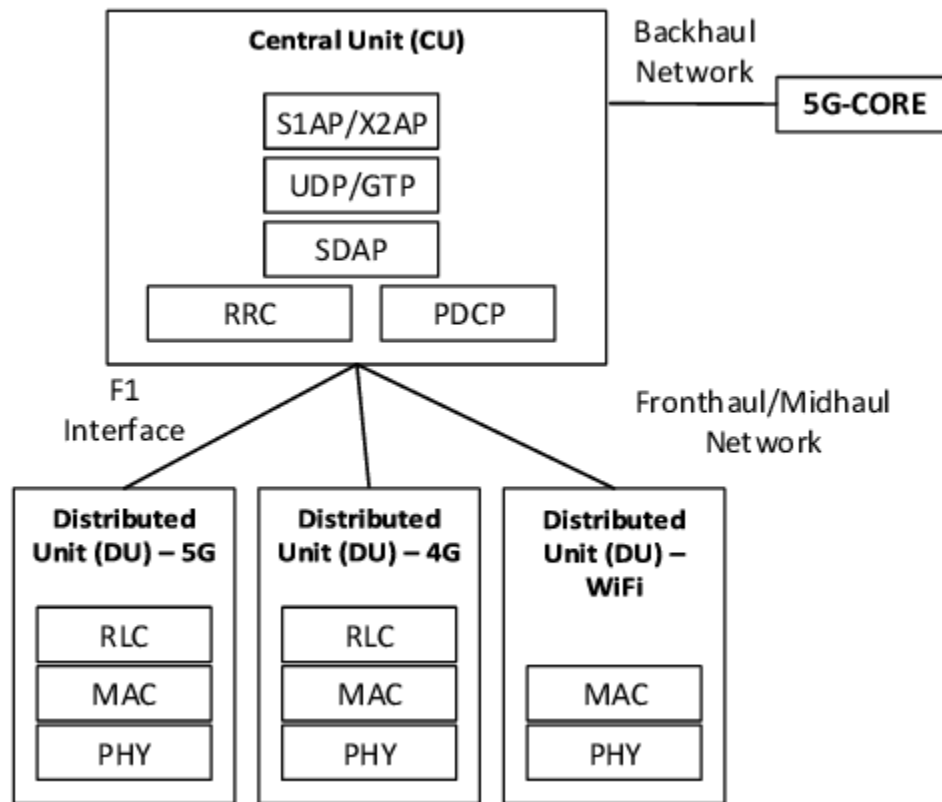 Central Unit (CU)
S1AP/X2AP
UDP/GTP
SDAP
RRC
PDCP
Backhaul
Network
5G-CORE
F1
Interface
Fronthaul/Midhaul
Network
Distributed
Unit (DU) – 5G
RLC
MAC
PHY
Distributed
Unit (DU) – 4G
RLC
MAC
PHY
Distributed
Unit (DU) –
WiFi
MAC
PHY